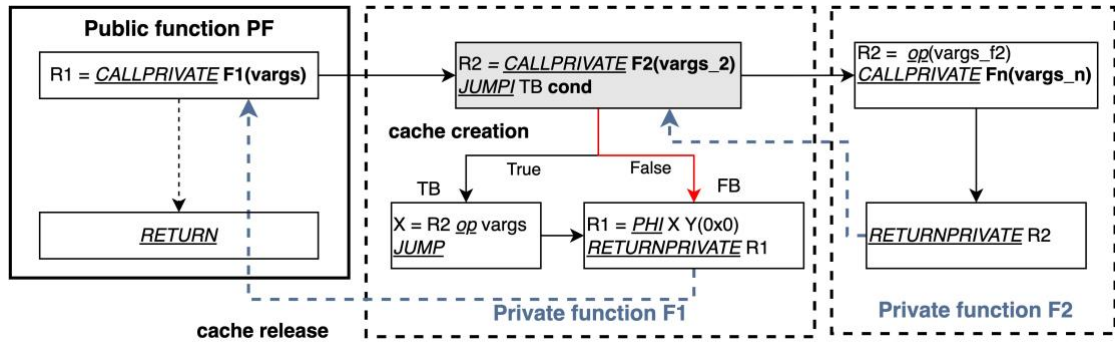 Public function PF
R1 = CALLPRIVATE F1(vargs)
RETURN
cache release
R2 = CALLPRIVATE F2(vargs_2)
JUMPI TB cond
cache creation
True
False
TB
FB
X = R2 op vargs
JUMP
R1 = PHI X Y(0x0)
RETURNPRIVATE R1
Private function F1
R2 = op(vargs_f2)
CALLPRIVATE Fn(vargs_n)
RETURNPRIVATE R2
Private function F2